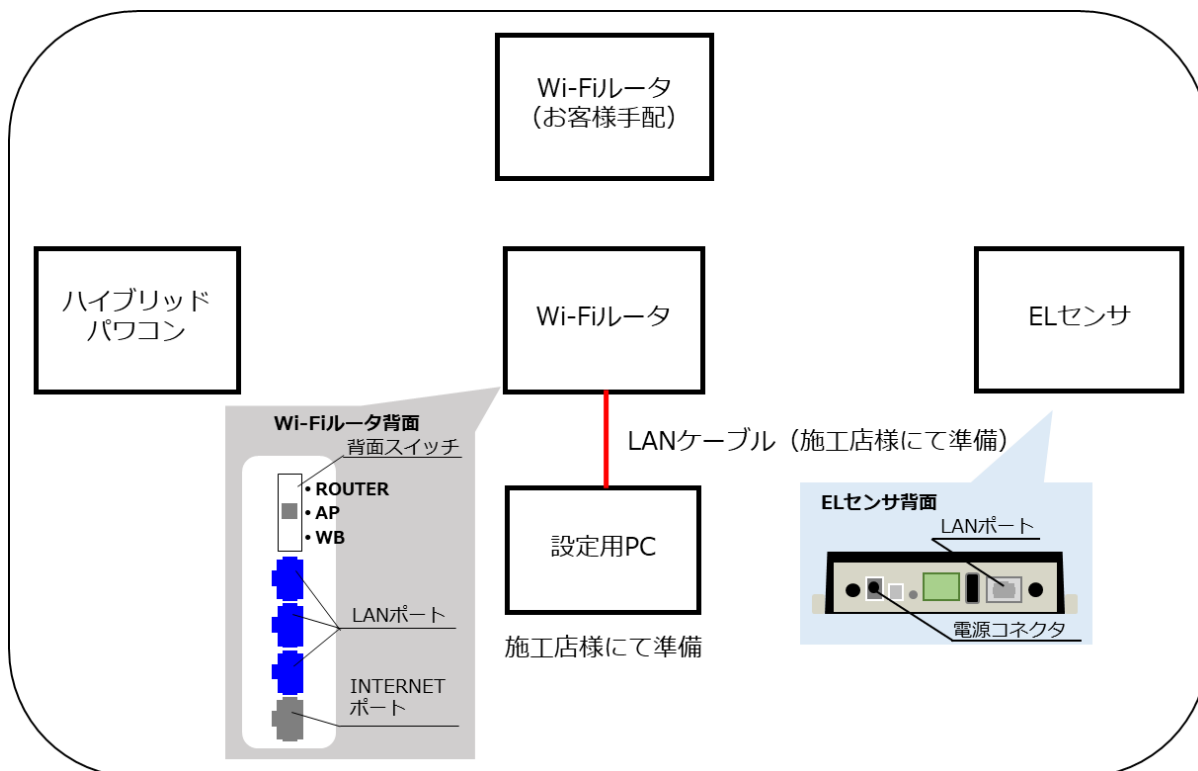 Wi-Fiルータ
（お客様手配）
ハイブリッド
パワコン
Wi-Fiルータ
ELセンサ
Wi-Fiルータ背面
背面スイッチ
• ROUTER
• AP
• WB
LANポート
INTERNET
ポート
LANケーブル（施工店様にて準備）
設定用PC
施工店様にて準備
ELセンサ背面
LANポート
電源コネクタ